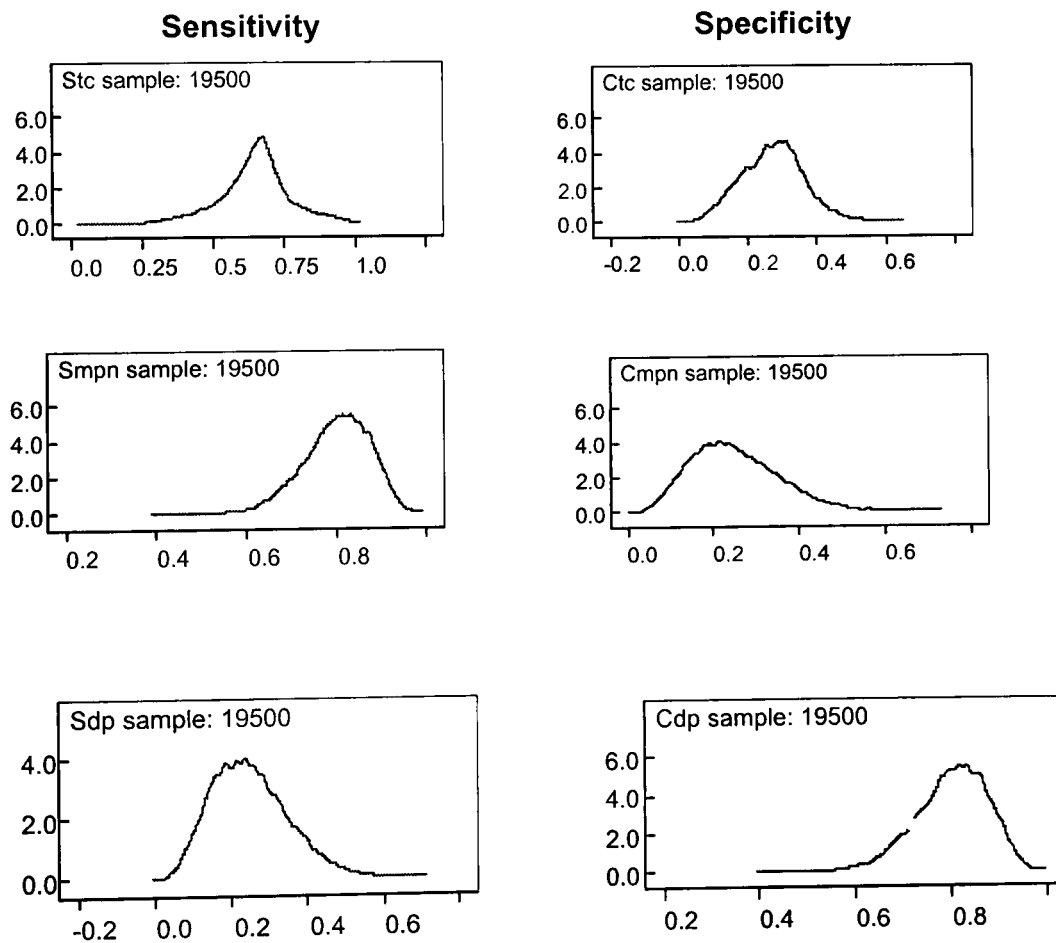 Sensitivity
Specificity
Stc sample: 19500
6.0
4.0
2.0
0.0
0.0 0.25 0.5 0.75 1.0
Ctc sample: 19500
6.0
4.0
2.0
0.0
-0.2 0.0 0.2 0.4 0.6
Smpn sample: 19500
6.0
4.0
2.0
0.0
0.2 0.4 0.6 0.8
Cmpn sample: 19500
6.0
4.0
2.0
0.0
0.0 0.2 0.4 0.6
Sdp sample: 19500
4.0
2.0
0.0
-0.2 0.0 0.2 0.4 0.6
Cdp sample: 19500
6.0
4.0
2.0
0.0
0.2 0.4 0.6 0.8